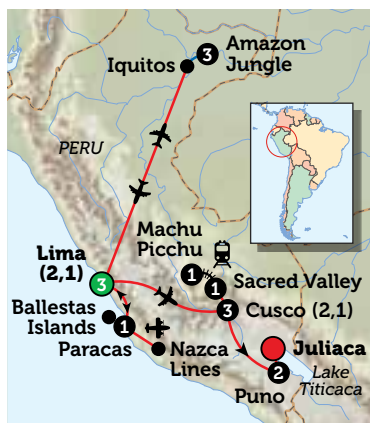 3
Amazon
Jungle
Iquitos
PERU
Machu
Picchu
Lima
(2,1)
3
1
1
Sacred Valley
3
Cusco (2,1)
Ballestas
Islands
1
Paracas
Nazca
Lines
Juliaca
2
Lake
Titicaca
Puno